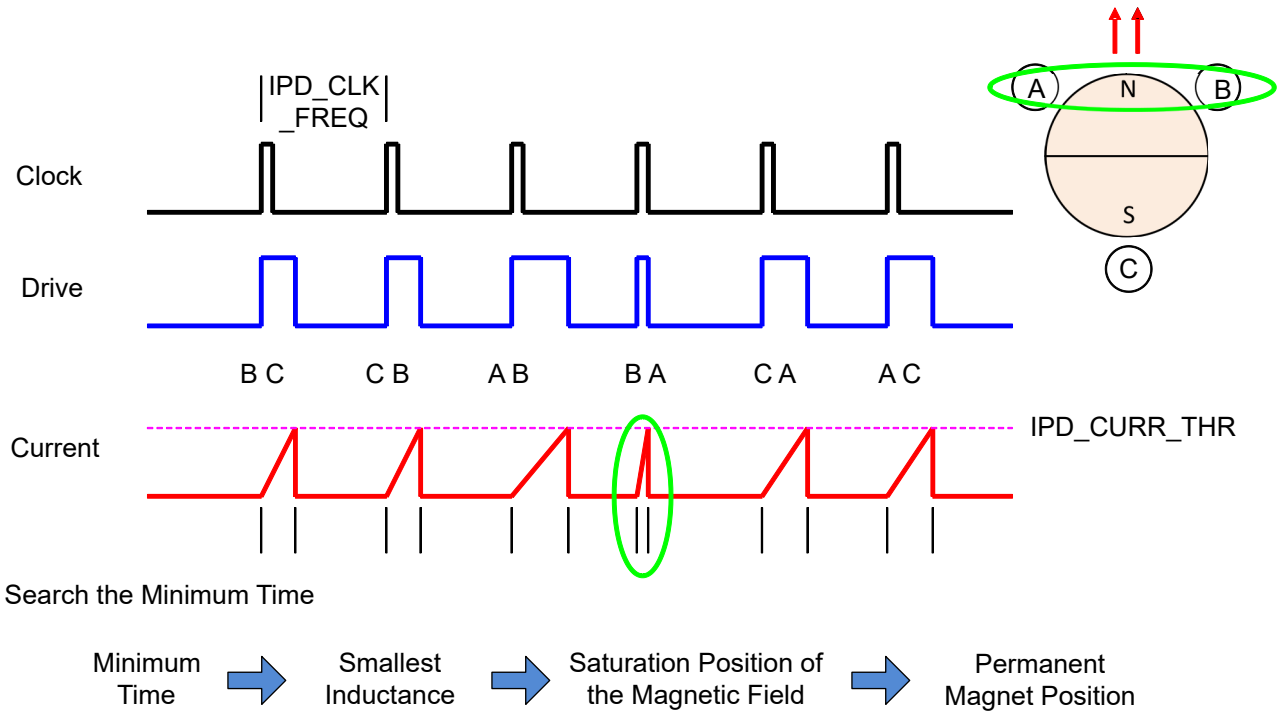 IPD_CLK
_FREQ
A
N
B
Clock
S
C
Drive
B C
C B
A B
B A
C A
A C
Current
IPD_CURR_THR
Search the Minimum Time
Minimum
Time
Smallest
Inductance
Saturation Position of
the Magnetic Field
Permanent
Magnet Position